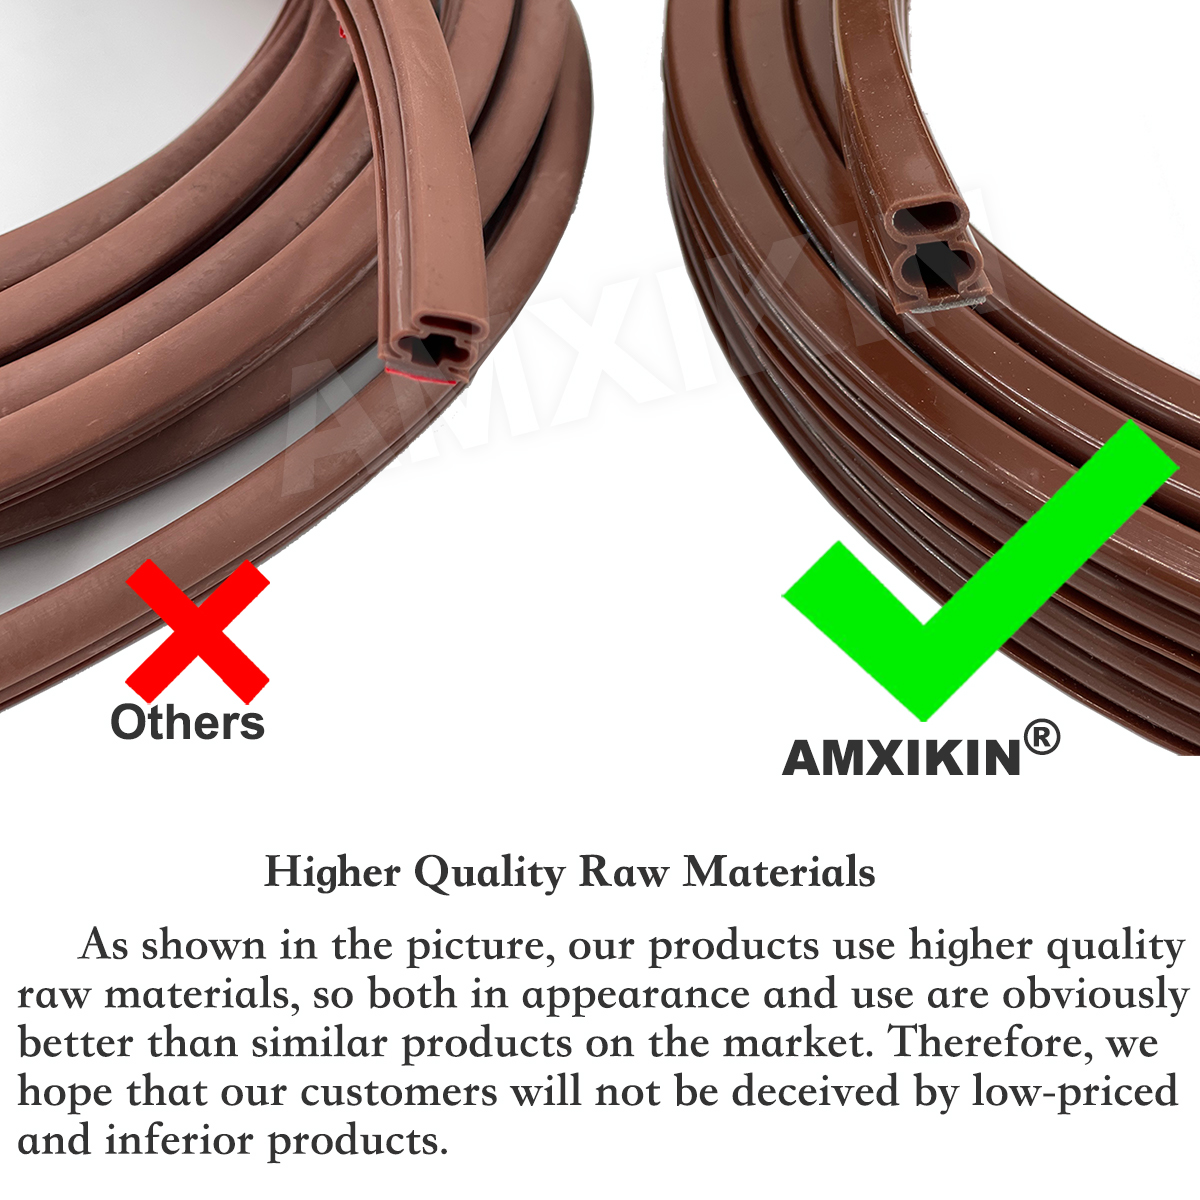 AMXIKIN
Others
AMXIKIN®
Higher Quality Raw Materials
As shown in the picture, our products use higher quality
raw materials, so both in appearance and use are obviously
better than similar products on the market. Therefore, we
hope that our customers will not be deceived by low-priced
and inferior products.